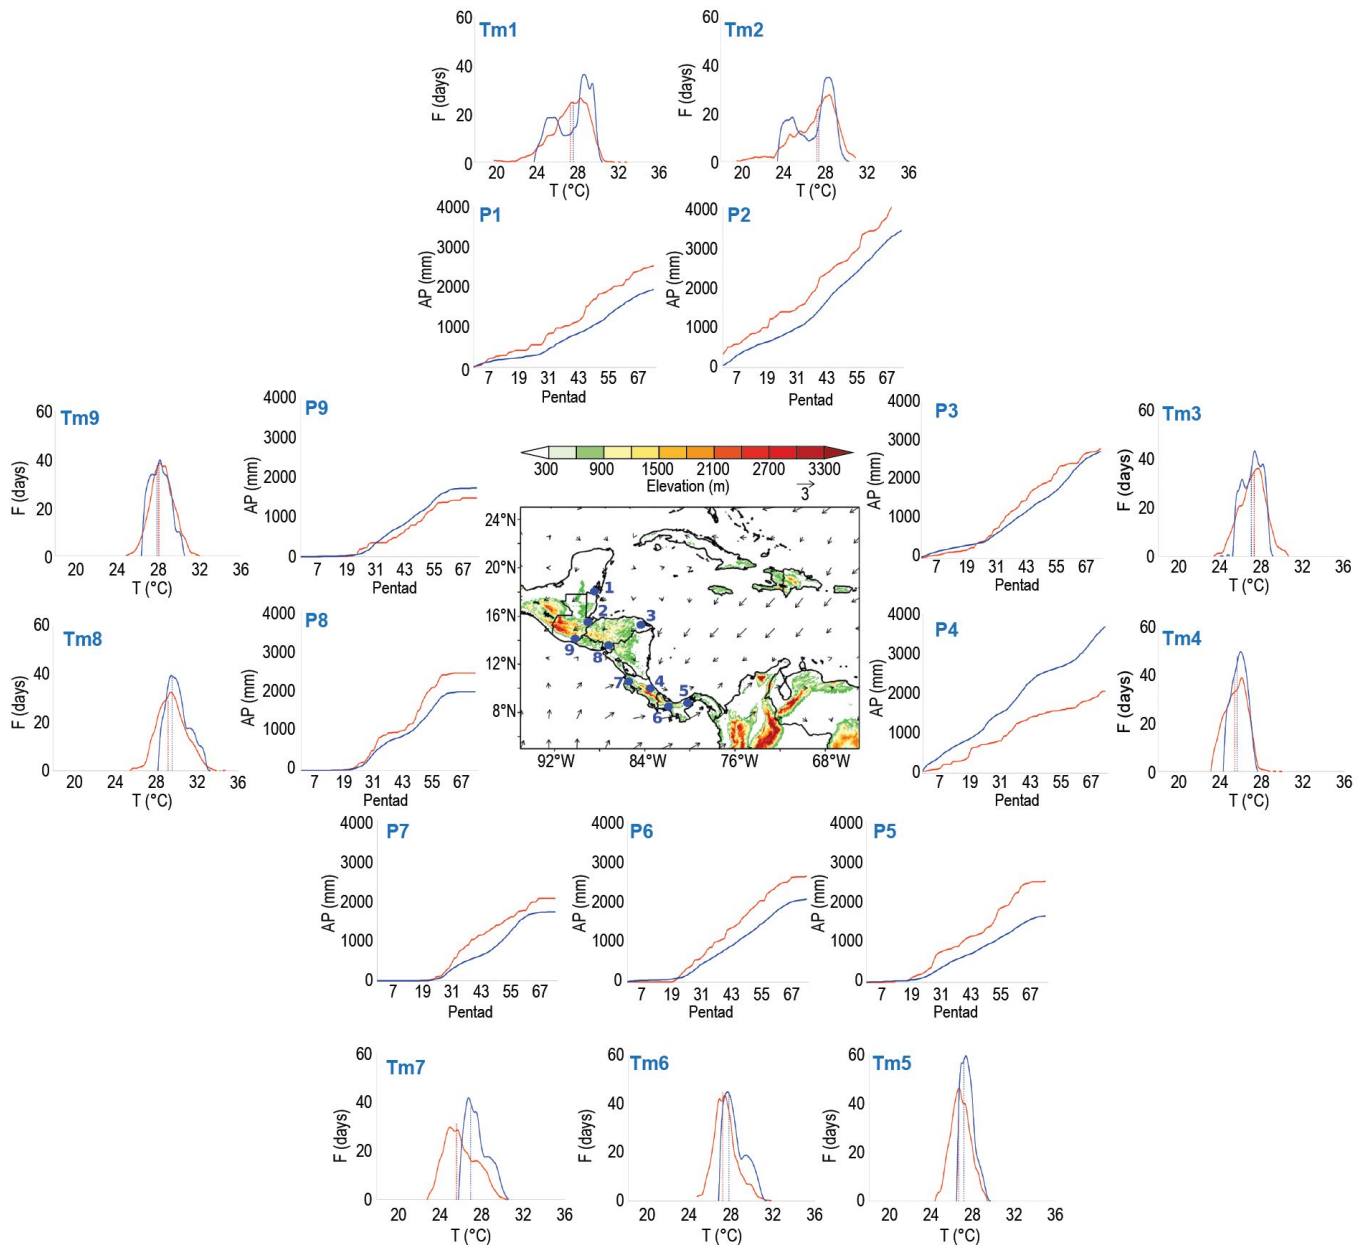 Tm1
F (days)
60
40
20
0
20 24 28 32 36
T (°C)
Tm2
F (days)
60
40
20
0
20 24 28 32 36
T (°C)
P1
AP (mm)
4000
3000
2000
1000
0
7 19 31 43 55 67
Pentad
P2
AP (mm)
4000
3000
2000
1000
0
7 19 31 43 55 67
Pentad
Tm9
F (days)
60
40
20
0
20 24 28 32 36
T (°C)
P9
AP (mm)
4000
3000
2000
1000
0
7 19 31 43 55 67
Pentad
P3
AP (mm)
4000
3000
2000
1000
0
7 19 31 43 55 67
Pentad
Tm3
F (days)
60
40
20
0
20 24 28 32 36
T (°C)
300 900 1500 2100 2700 3300
Elevation (m)
3
24°N
20°N
16°N
12°N
8°N
92°W 84°W 76°W 68°W
1
2
3
9
8
7
4
5
6
Tm8
F (days)
60
40
20
0
20 24 28 32 36
T (°C)
P8
AP (mm)
4000
3000
2000
1000
0
7 19 31 43 55 67
Pentad
P4
AP (mm)
4000
3000
2000
1000
0
7 19 31 43 55 67
Pentad
Tm4
F (days)
60
40
20
0
20 24 28 32 36
T (°C)
P7
AP (mm)
4000
3000
2000
1000
0
7 19 31 43 55 67
Pentad
P6
AP (mm)
4000
3000
2000
1000
0
7 19 31 43 55 67
Pentad
P5
AP (mm)
4000
3000
2000
1000
0
7 19 31 43 55 67
Pentad
Tm7
F (days)
60
40
20
0
20 24 28 32 36
T (°C)
Tm6
F (days)
60
40
20
0
20 24 28 32 36
T (°C)
Tm5
F (days)
60
40
20
0
20 24 28 32 36
T (°C)